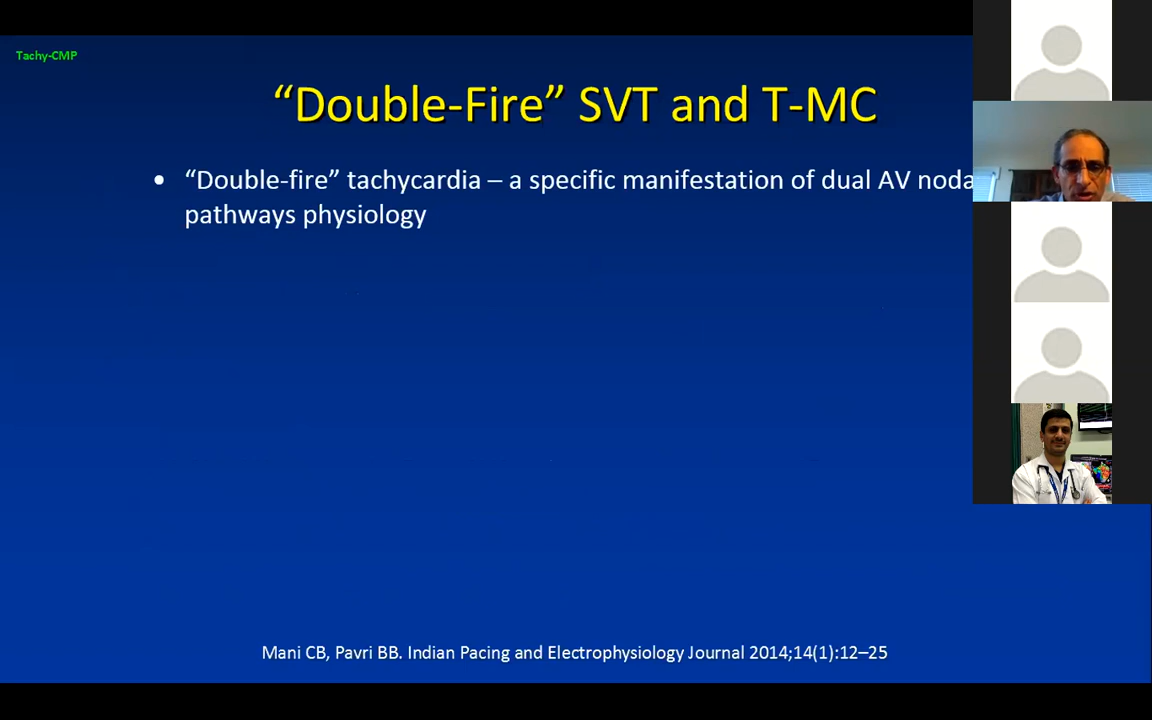 Tachy-CMP
“Double-Fire” SVT and T-MC
• “Double-fire” tachycardia – a specific manifestation of dual AV noda
pathways physiology
Mani CB, Pavri BB. Indian Pacing and Electrophysiology Journal 2014;14(1):12–25